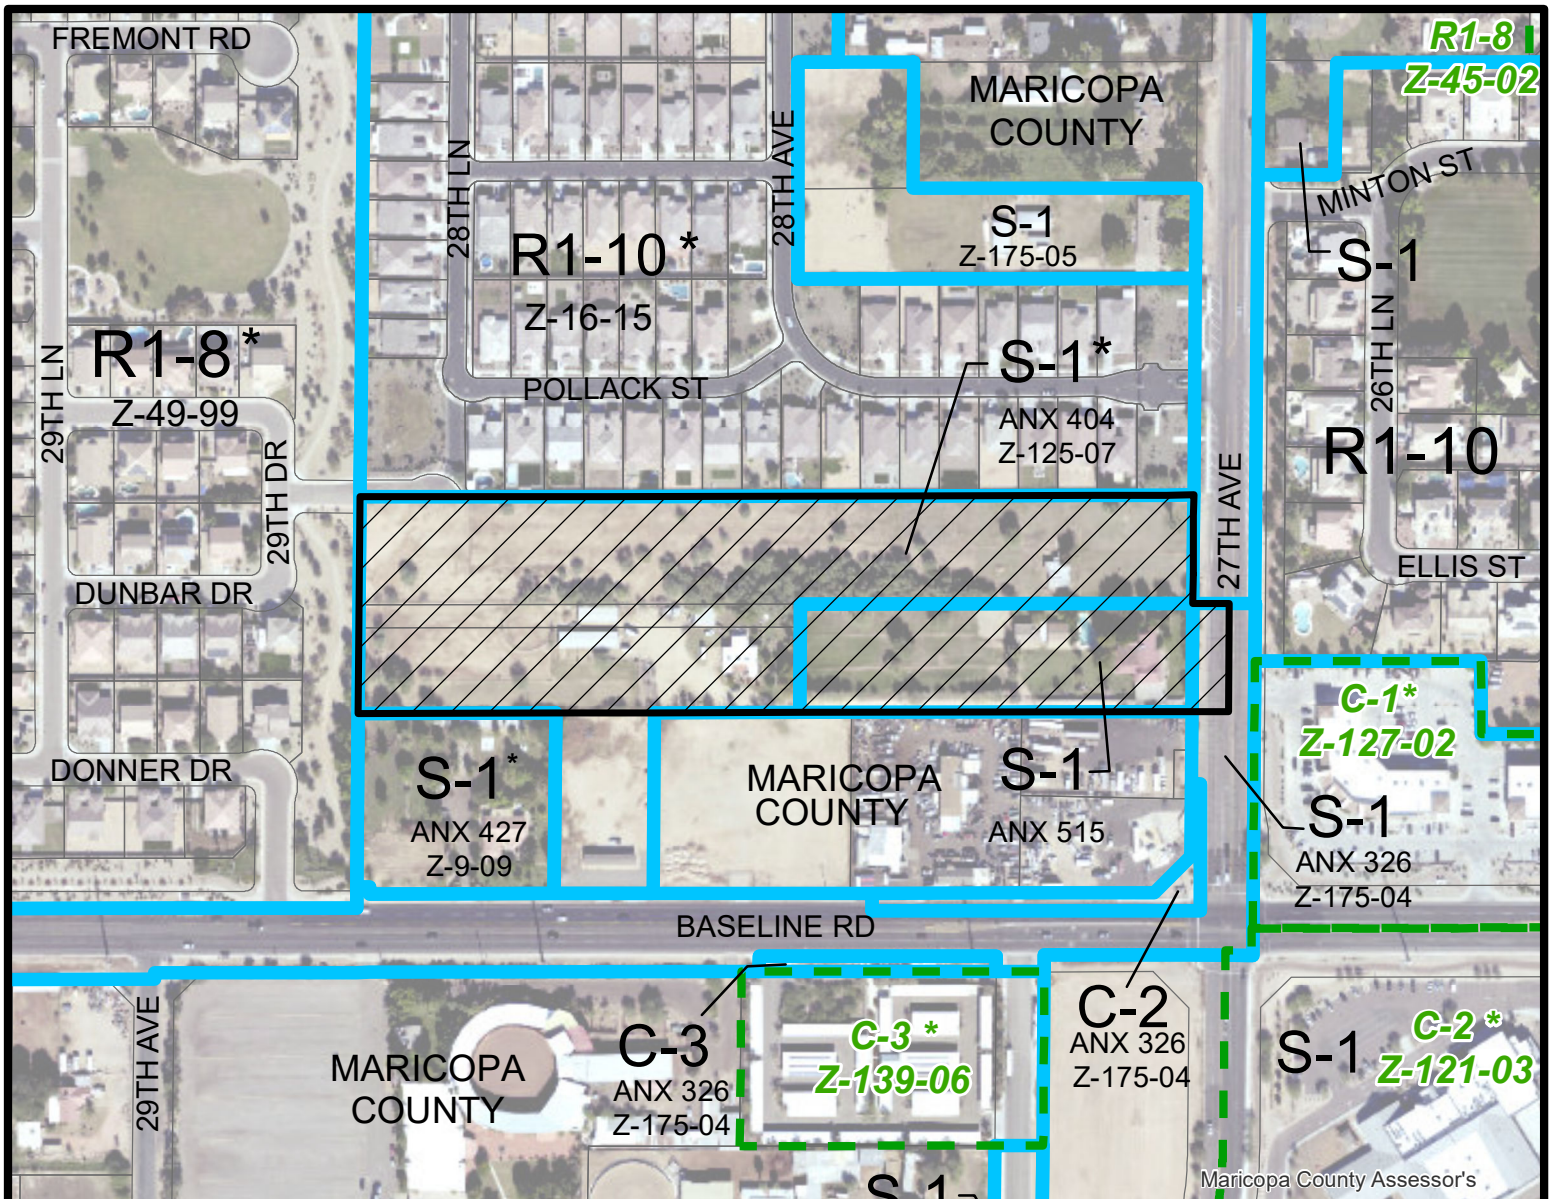 FREMONT RD
R1-8
Z-45-02
MARICOPA
COUNTY
28TH LN
28TH AVE
MINTON ST
R1-10 *
Z-16-15
S-1
Z-175-05
S-1
R1-8 *
Z-49-99
29TH LN
POLLACK ST
S-1 *
ANX 404
Z-125-07
26TH LN
R1-10
29TH DR
27TH AVE
ELLIS ST
DUNBAR DR
C-1*
Z-127-02
DONNER DR
S-1 *
ANX 427
Z-9-09
MARICOPA
COUNTY
S-1
ANX 515
S-1
ANX 326
Z-175-04
BASELINE RD
29TH AVE
MARICOPA
COUNTY
C-3
ANX 326
Z-175-04
C-3 *
Z-139-06
C-2
ANX 326
Z-175-04
S-1
C-2 *
Z-121-03
S-1
Maricopa County Assessor's